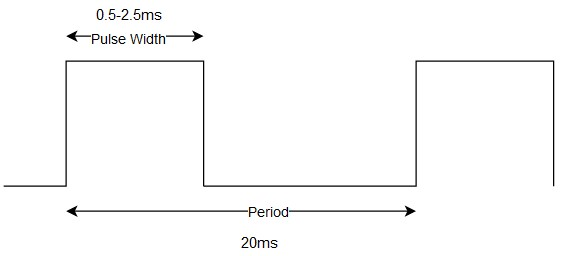 0.5-2.5ms
Pulse Width
Period
20ms